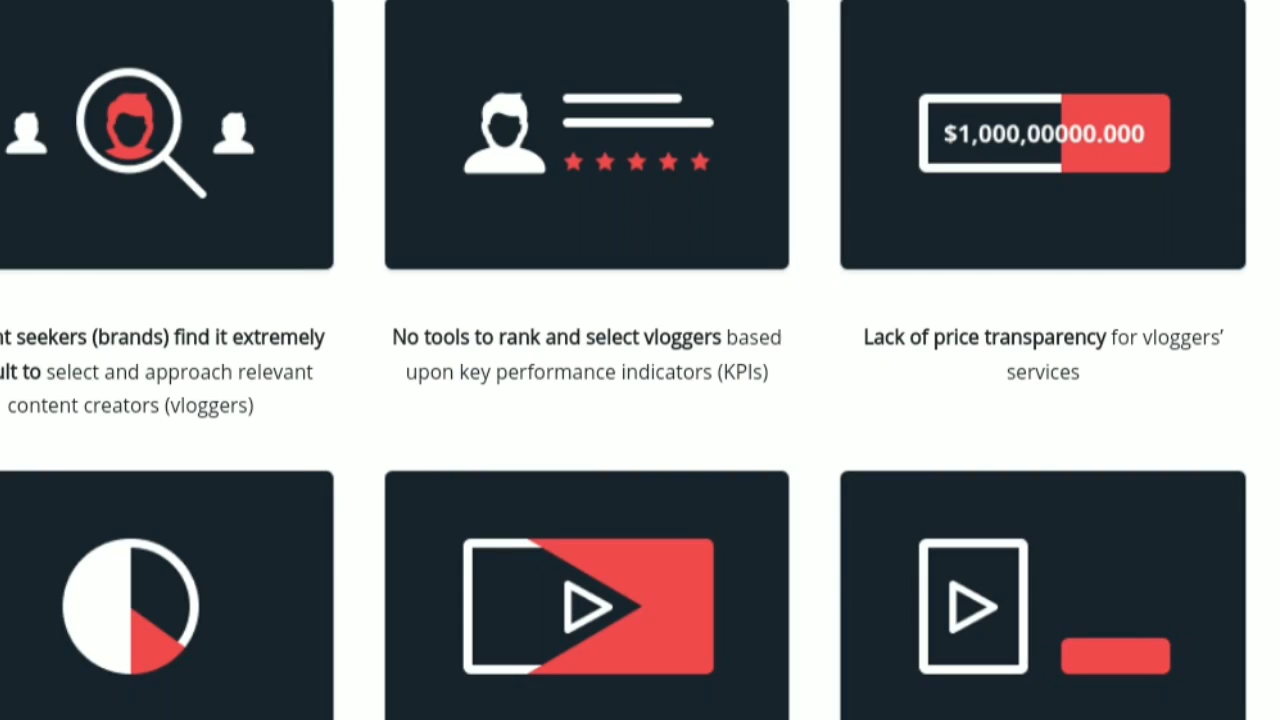 $1,000,00000.000
nt seekers (brands) find it extremely
ult to select and approach relevant
content creators (vloggers)
No tools to rank and select vloggers based
upon key performance indicators (KPIs)
Lack of price transparency for vloggers’
services